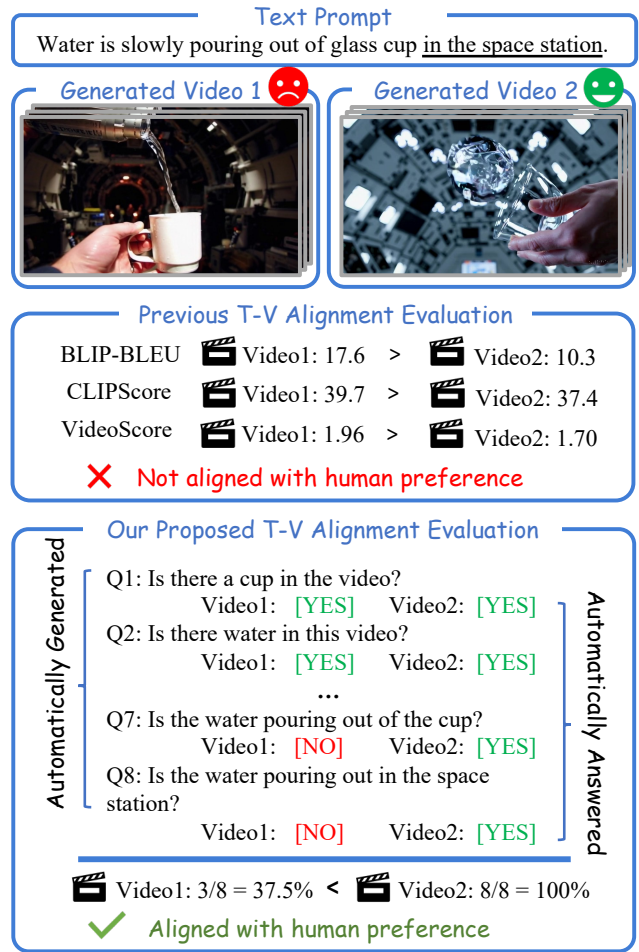 Text Prompt
Water is slowly pouring out of glass cup in the space station.
Generated Video 1
Generated Video 2
Previous T-V Alignment Evaluation
BLIP-BLEU Video1: 17.6 > Video2: 10.3
CLIPScore Video1: 39.7 > Video2: 37.4
VideoScore Video1: 1.96 > Video2: 1.70
Not aligned with human preference
Our Proposed T-V Alignment Evaluation
Automatically Generated
Q1: Is there a cup in the video?
Video1: [YES] Video2: [YES]
Q2: Is there water in this video?
Video1: [YES] Video2: [YES]
...
Q7: Is the water pouring out of the cup?
Video1: [NO] Video2: [YES]
Q8: Is the water pouring out in the space
station?
Video1: [NO] Video2: [YES]
Automatically Answered
Video1: 3/8 = 37.5% < Video2: 8/8 = 100%
Aligned with human preference